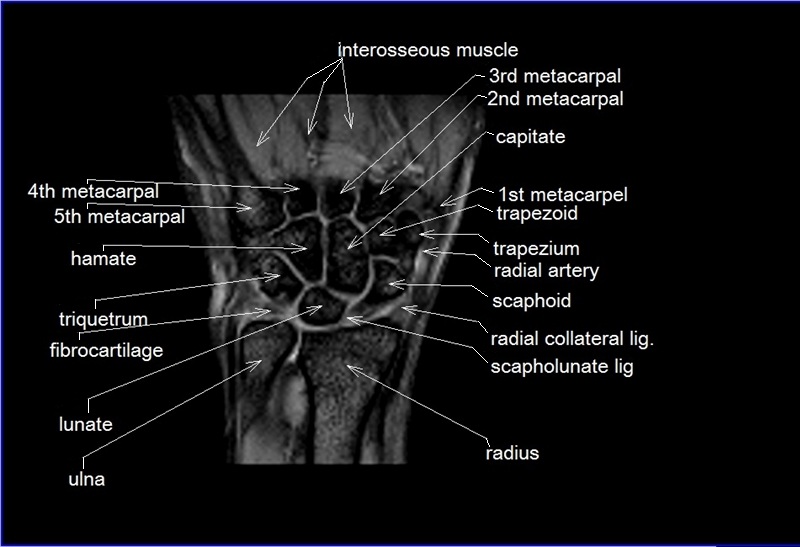 interosseous muscle
3rd metacarpal
2nd metacarpal
capitate
4th metacarpal
1st metacarpel
5th metacarpal
trapezoid
hamate
trapezium
radial artery
scaphoid
triquetrum
radial collateral lig.
fibrocartilage
scapholunate lig
lunate
radius
ulna